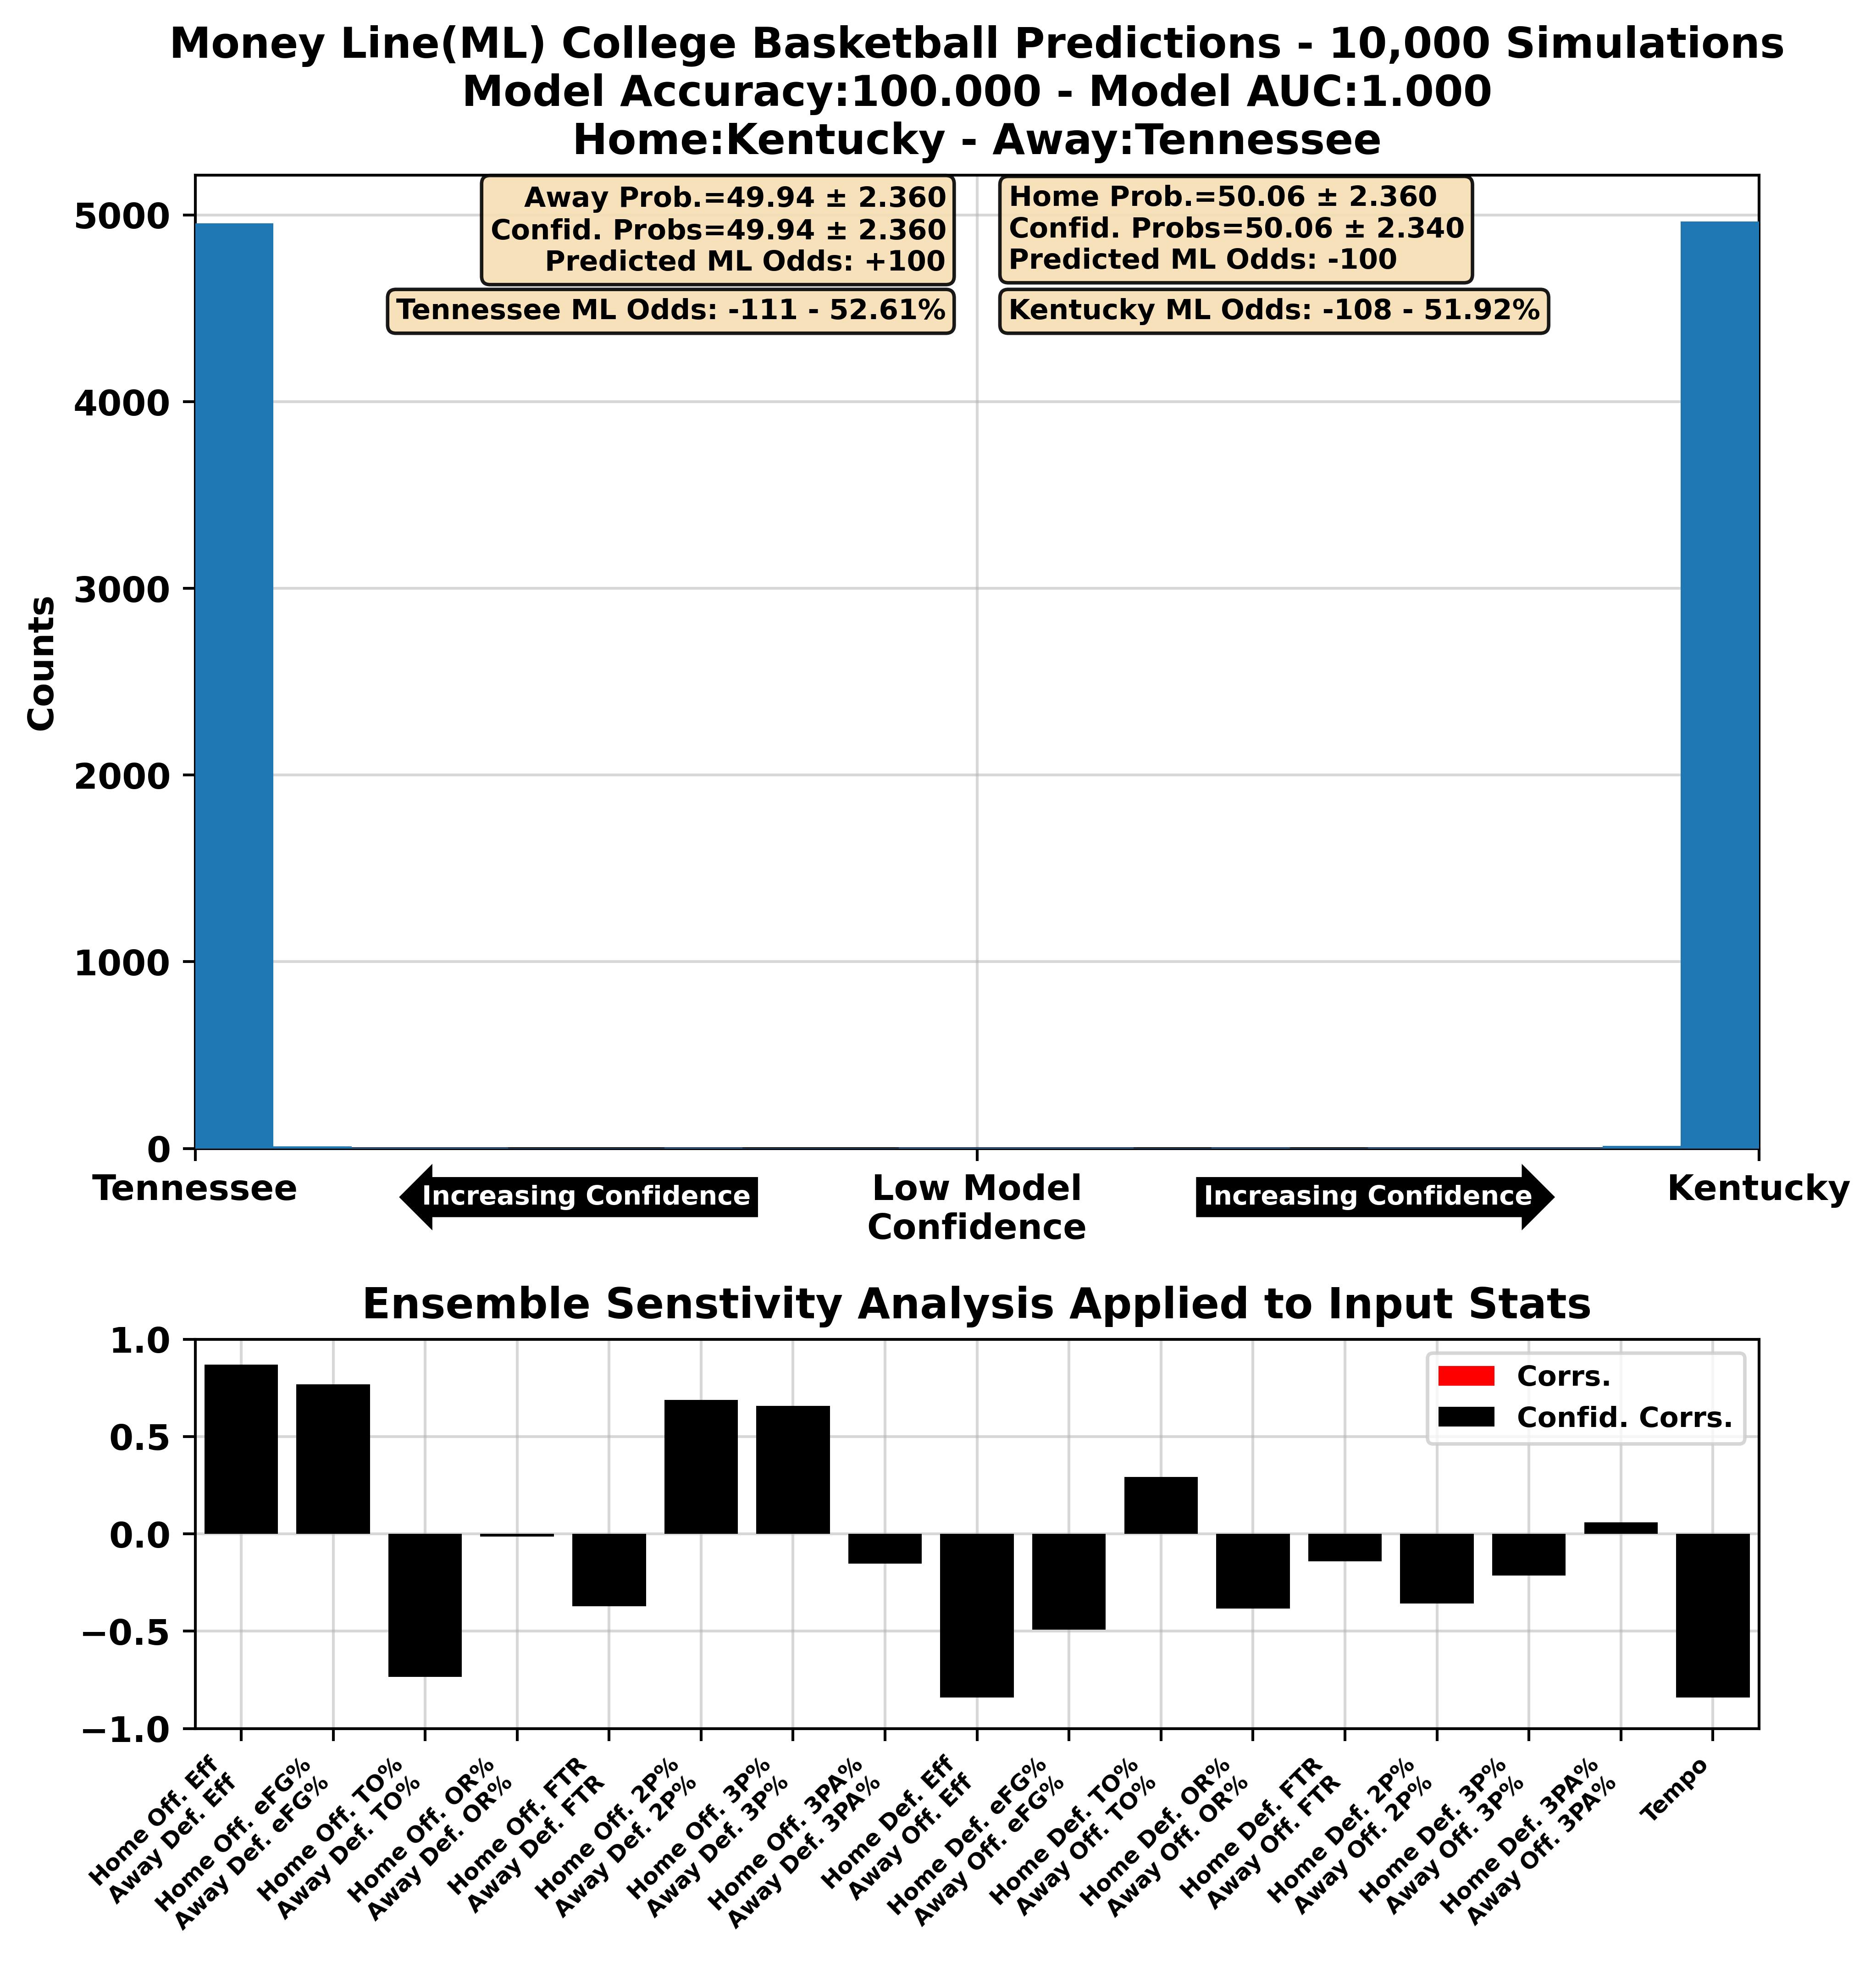 Money Line(ML) College Basketball Predictions - 10,000 Simulations
Model Accuracy:100.000 - Model AUC:1.000
Home:Kentucky - Away:Tennessee
Away Prob.=49.94 ± 2.360
Confid. Probs=49.94 ± 2.360
Predicted ML Odds: +100
Tennessee ML Odds: -111 - 52.61%
Home Prob.=50.06 ± 2.360
Confid. Probs=50.06 ± 2.340
Predicted ML Odds: -100
Kentucky ML Odds: -108 - 51.92%
Counts
5000
4000
3000
2000
1000
0
Tennessee
Increasing Confidence
Low Model
Confidence
Increasing Confidence
Kentucky
Ensemble Senstivity Analysis Applied to Input Stats
1.0
0.5
0.0
−0.5
−1.0
Corrs.
Confid. Corrs.
Home Off. Eff
Away Def. Eff
Home Off. eFG%
Away Def. eFG%
Home Off. TO%
Away Def. TO%
Home Off. OR%
Away Def. OR%
Home Off. FTR
Away Def. FTR
Home Off. 2P%
Away Def. 2P%
Home Off. 3P%
Away Def. 3P%
Home Off. 3PA%
Away Def. 3PA%
Home Def. Eff
Away Off. Eff
Home Def. eFG%
Away Off. eFG%
Home Def. TO%
Away Off. TO%
Home Def. OR%
Away Off. OR%
Home Def. FTR
Away Off. FTR
Home Def. 2P%
Away Off. 2P%
Home Def. 3P%
Away Off. 3P%
Home Def. 3PA%
Away Off. 3PA%
Tempo